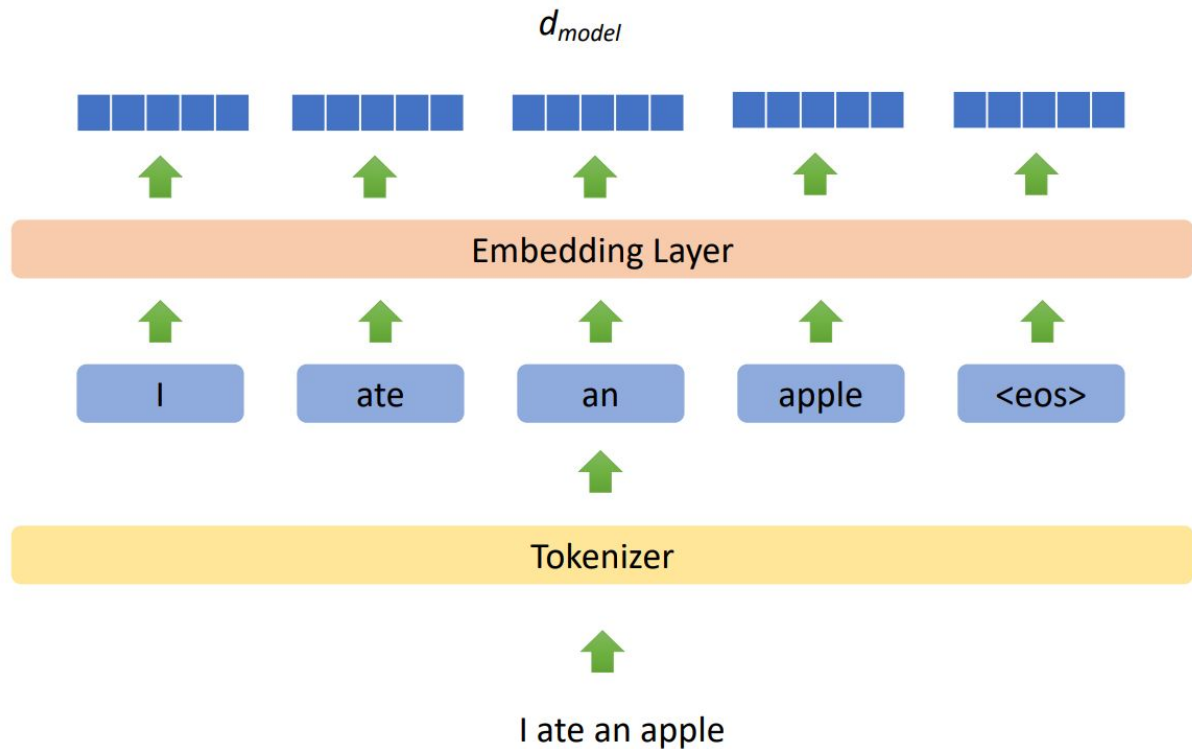 d_model
Embedding Layer
I ate an apple <eos>
Tokenizer
I ate an apple